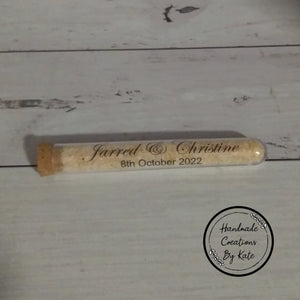 Jarred & Christine
8th October 2022
Handmade
Creations
By Kate